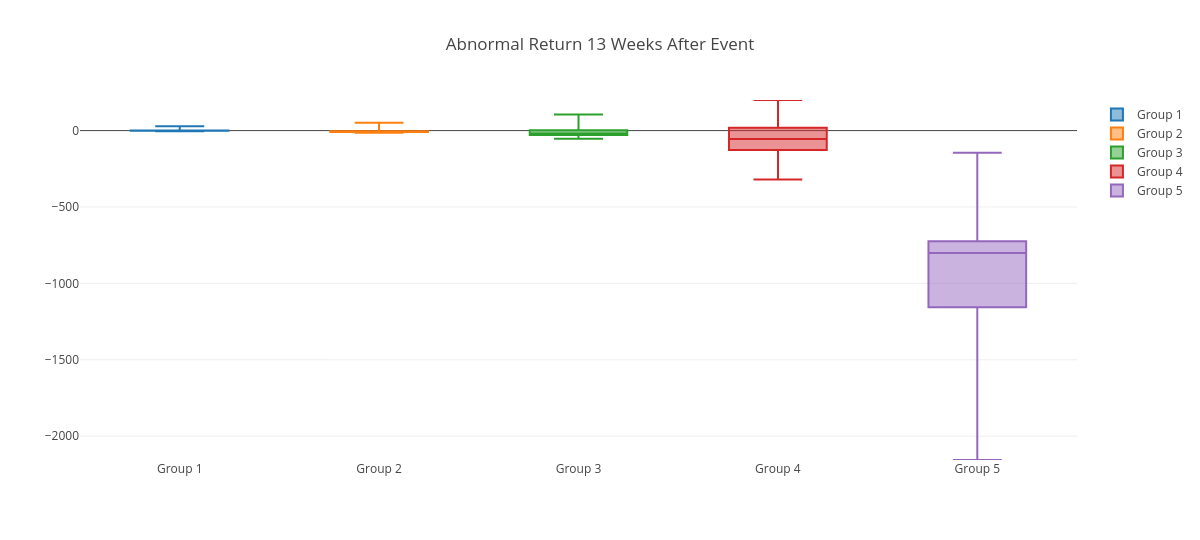 Abnormal Return 13 Weeks After Event
0
−500
−1000
−1500
−2000
Group 1
Group 2
Group 3
Group 4
Group 5
Group 1
Group 2
Group 3
Group 4
Group 5